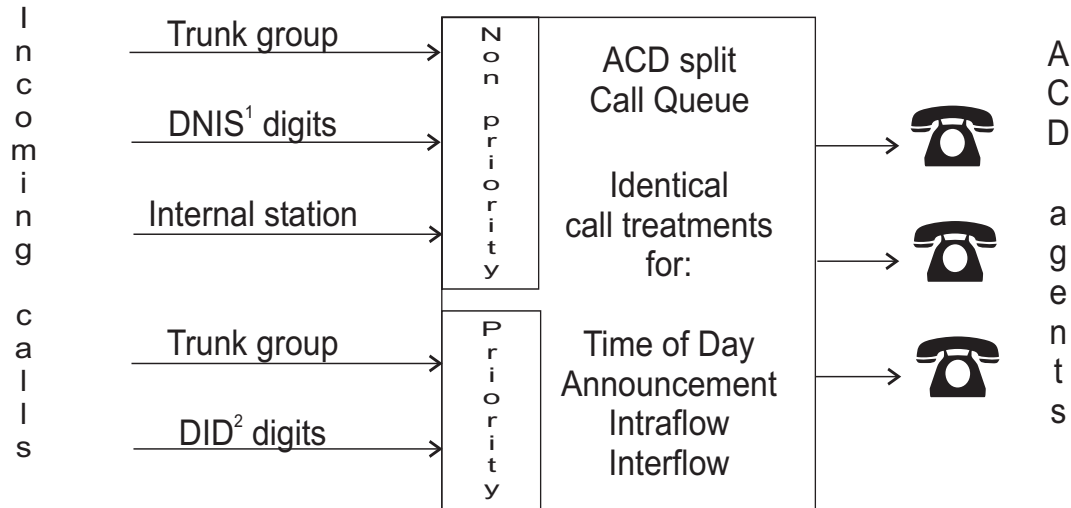 Incoming calls
Trunk group
DNIS¹ digits
Internal station
Trunk group
DID² digits
Non priority
Priority
ACD split
Call Queue
Identical
call treatments
for:
Time of Day
Announcement
Intraflow
Interflow
ACD agents